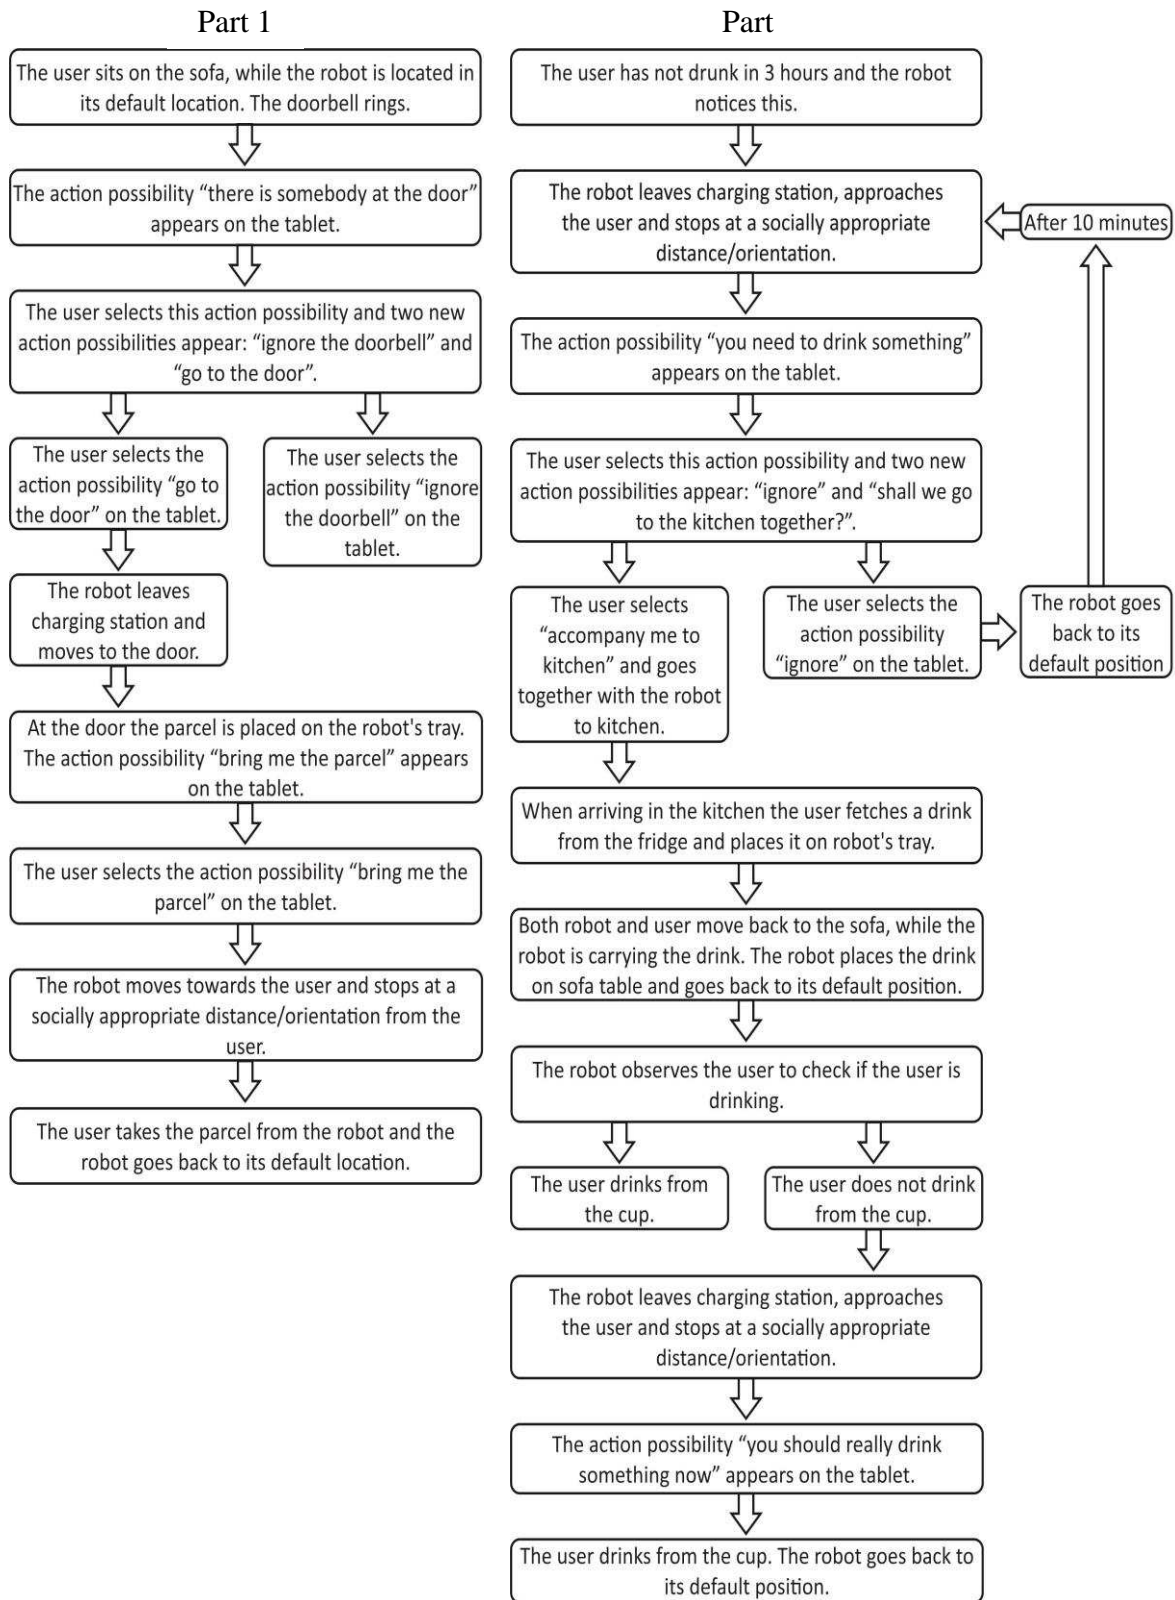 Part 1
The user sits on the sofa, while the robot is located in
its default location. The doorbell rings.
The action possibility “there is somebody at the door”
appears on the tablet.
The user selects this action possibility and two new
action possibilities appear: “ignore the doorbell” and
“go to the door”.
The user selects the
action possibility “go to
the door” on the tablet.
The user selects the
action possibility “ignore
the doorbell” on the
tablet.
The robot leaves
charging station and
moves to the door.
At the door the parcel is placed on the robot's tray.
The action possibility “bring me the parcel” appears
on the tablet.
The user selects the action possibility “bring me the
parcel” on the tablet.
The robot moves towards the user and stops at a
socially appropriate distance/orientation from the
user.
The user takes the parcel from the robot and the
robot goes back to its default location.
Part
The user has not drunk in 3 hours and the robot
notices this.
The robot leaves charging station, approaches
the user and stops at a socially appropriate
distance/orientation.
After 10 minutes
The action possibility “you need to drink something”
appears on the tablet.
The user selects this action possibility and two new
action possibilities appear: “ignore” and “shall we go
to the kitchen together?”.
The user selects
“accompany me to
kitchen” and goes
together with the robot
to kitchen.
The user selects the
action possibility
“ignore” on the tablet.
The robot goes
back to its
default position
When arriving in the kitchen the user fetches a drink
from the fridge and places it on robot's tray.
Both robot and user move back to the sofa, while the
robot is carrying the drink. The robot places the drink
on sofa table and goes back to its default position.
The robot observes the user to check if the user is
drinking.
The user drinks from
the cup.
The user does not drink
from the cup.
The robot leaves charging station, approaches
the user and stops at a socially appropriate
distance/orientation.
The action possibility “you should really drink
something now” appears on the tablet.
The user drinks from the cup. The robot goes back to
its default position.